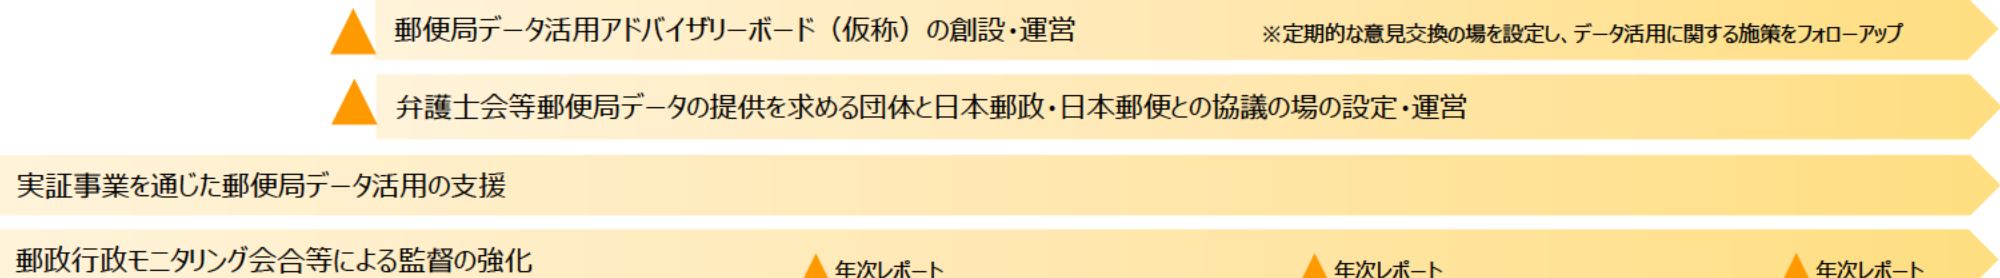 郵便局データ活用アドバイザリーボード（仮称）の創設・運営　※定期的な意見交換の場を設定し、データ活用に関する施策をフォローアップ
弁護士会等郵便局データの提供を求める団体と日本郵政・日本郵便との協議の場の設定・運営
実証事業を通じた郵便局データ活用の支援
郵政行政モニタリング会合等による監督の強化
年次レポート　年次レポート　年次レポート